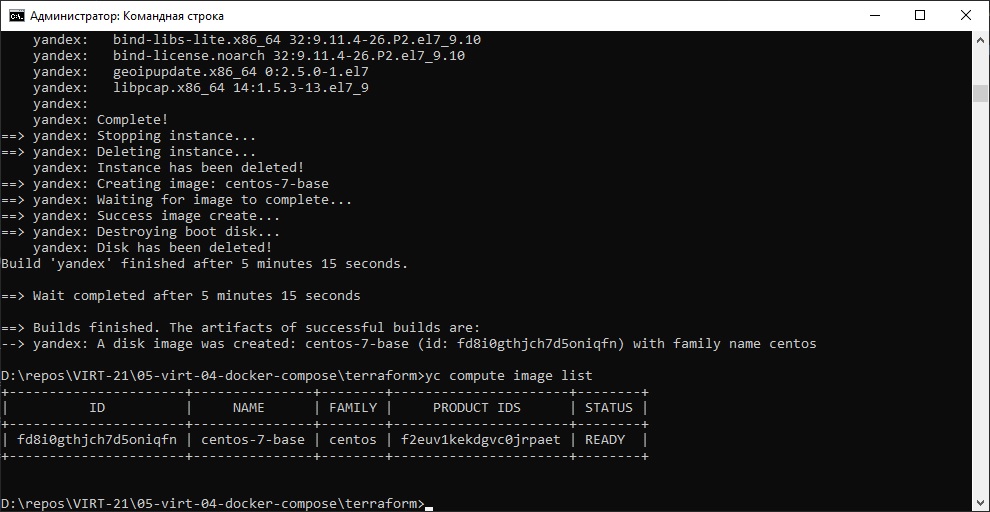 Администратор: Командная строка
yandex:   bind-libs-lite.x86_64 32:9.11.4-26.P2.el7_9.10
yandex:   bind-license.noarch 32:9.11.4-26.P2.el7_9.10
yandex:   geoipupdate.x86_64 0:2.5.0-1.el7
yandex:   libpcap.x86_64 14:1.5.3-13.el7_9
yandex:
yandex: Complete!
==> yandex: Stopping instance...
==> yandex: Deleting instance...
yandex: Instance has been deleted!
==> yandex: Creating image: centos-7-base
==> yandex: Waiting for image to complete...
==> yandex: Success image create...
==> yandex: Destroying boot disk...
yandex: Disk has been deleted!
Build 'yandex' finished after 5 minutes 15 seconds.
==> Wait completed after 5 minutes 15 seconds
==> Builds finished. The artifacts of successful builds are:
--> yandex: A disk image was created: centos-7-base (id: fd8i0gthjch7d5oniqfn) with family name centos
D:\repos\VIRT-21\05-virt-04-docker-compose\terraform>yc compute image list
+----------------------+---------------+--------+----------------------+--------+
|          ID          |     NAME      | FAMILY |     PRODUCT IDS      | STATUS |
+----------------------+---------------+--------+----------------------+--------+
| fd8i0gthjch7d5oniqfn | centos-7-base | centos | f2euv1kekdgvc0jrpaet | READY  |
+----------------------+---------------+--------+----------------------+--------+
D:\repos\VIRT-21\05-virt-04-docker-compose\terraform>